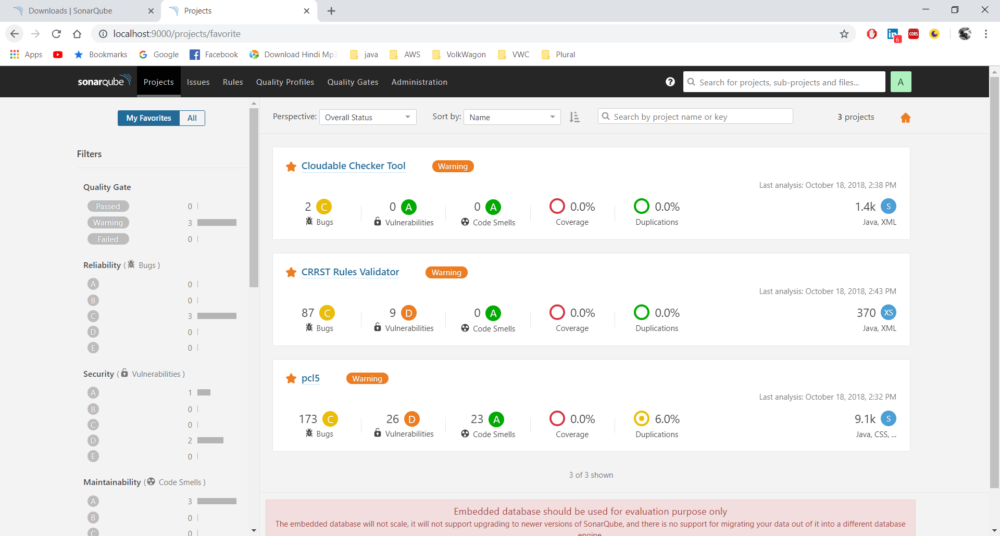 Downloads | SonarQube
Projects
localhost:9000/projects/favorite
6
CORS
Apps
Bookmarks
Google
Facebook
Download Hindi Mp3
java
AWS
VolkWagon
VWC
Plural
sonarqube
Projects
Issues
Rules
Quality Profiles
Quality Gates
Administration
?
Search for projects, sub-projects and files...
A
My Favorites
All
Perspective:
Overall Status
Sort by:
Name
Search by project name or key
3 projects
Filters
Quality Gate
Passed 0
Warning 3
Failed 0
Reliability ( Bugs )
A 0
B 0
C 3
D 0
E 0
Security ( Vulnerabilities )
A 1
B 0
C 0
D 2
E 0
Maintainability ( Code Smells )
A 3
B 0
C 0
Cloudable Checker Tool
Warning
Last analysis: October 18, 2018, 2:38 PM
2 C
Bugs
0 A
Vulnerabilities
0 A
Code Smells
0.0%
Coverage
0.0%
Duplications
1.4k S
Java, XML
CRRST Rules Validator
Warning
Last analysis: October 18, 2018, 2:43 PM
87 C
Bugs
9 D
Vulnerabilities
0 A
Code Smells
0.0%
Coverage
0.0%
Duplications
370 XS
Java, XML
pcl5
Warning
Last analysis: October 18, 2018, 2:32 PM
173 C
Bugs
26 D
Vulnerabilities
23 A
Code Smells
0.0%
Coverage
6.0%
Duplications
9.1k S
Java, CSS, ...
3 of 3 shown
Embedded database should be used for evaluation purpose only
The embedded database will not scale, it will not support upgrading to newer versions of SonarQube, and there is no support for migrating your data out of it into a different database
engine.